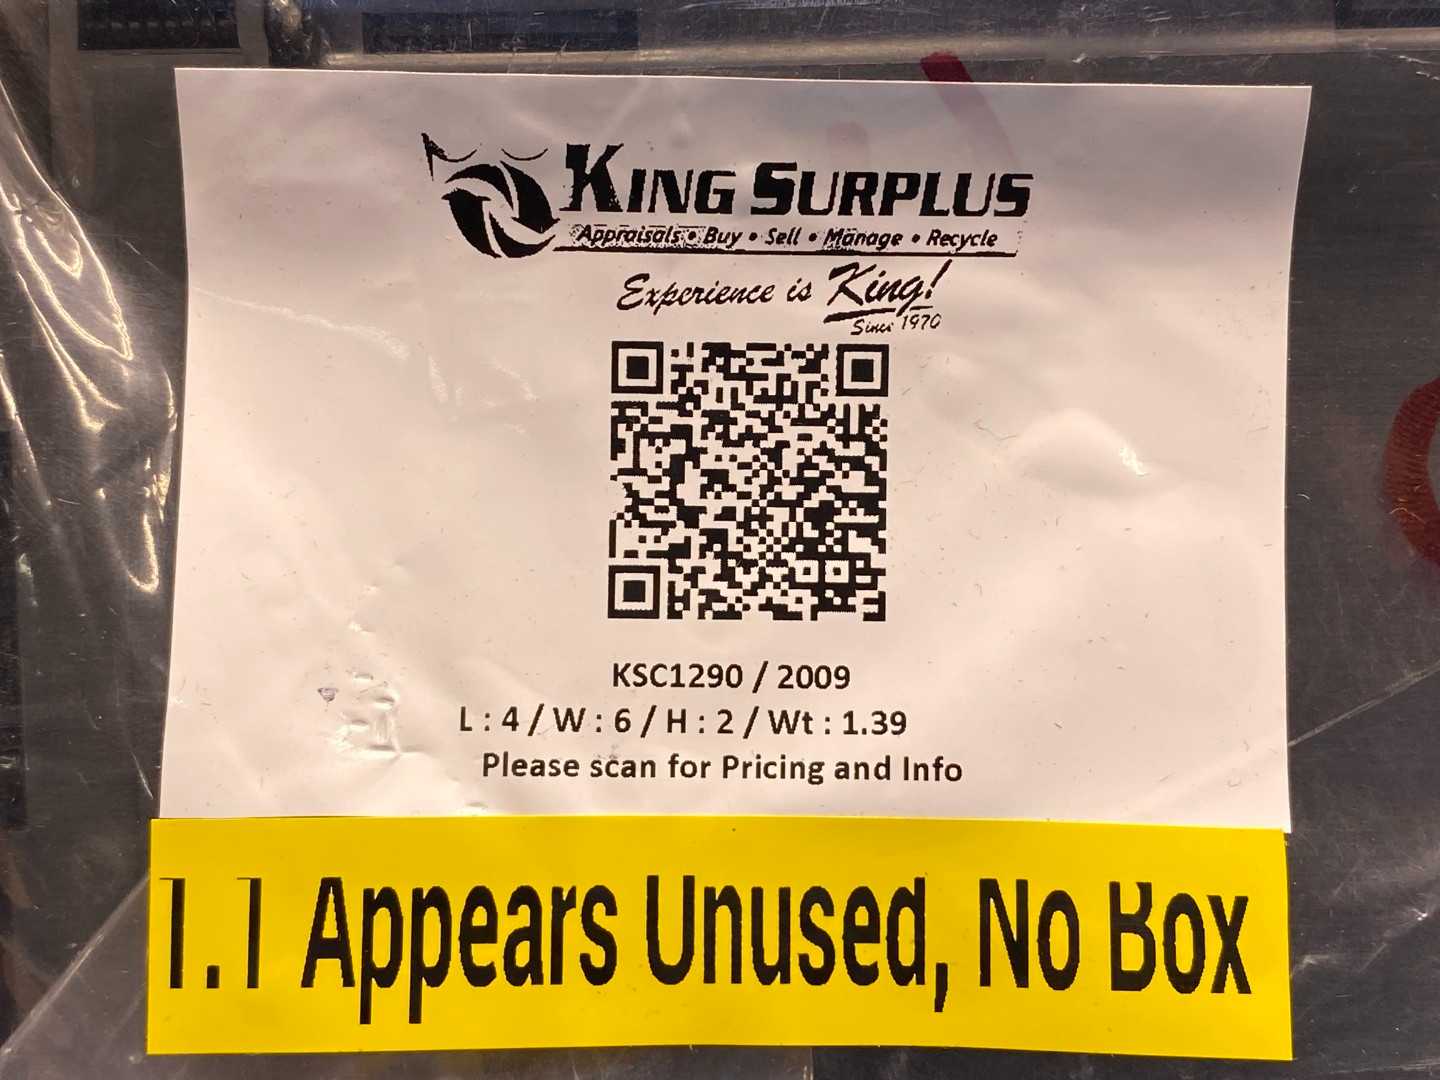 KING SURPLUS
Appraisals • Buy • Sell • Manage • Recycle
Experience is King!
Since 1970
KSC1290 / 2009
L : 4 / W : 6 / H : 2 / Wt : 1.39
Please scan for Pricing and Info
1.1 Appears Unused, No Box